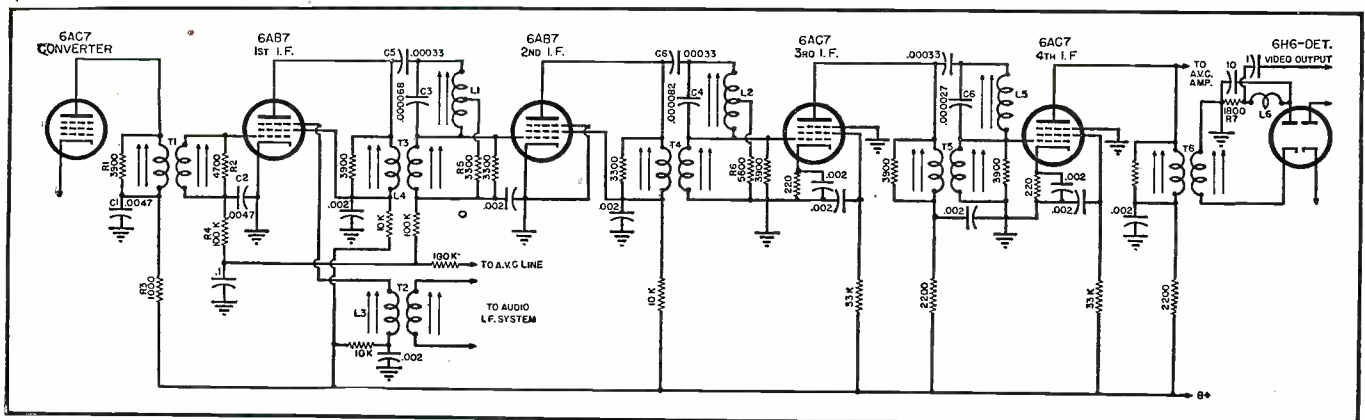 6AC7
CONVERTER
6AB7
1ST I.F.
C5 .00033
6AB7
2ND I.F.
C6 .00033
6AC7
3RD I.F.
.00033
6AC7
4TH I.F
TO
A.V.C.
AMP.
10
6H6-DET.
VIDEO OUTPUT
1800
R7
L6
.000068
C3
L1
.000082
C4
L2
.000027
C6
L5
R1
3900
T1
4700
R2
C1 .0047
C2
.0047
R4
100 K
R3
1000
.1
3900
T3
L4
.002
10K
100K
R5
3300
3300
.002
180K
TO A.V.C LINE
L3
T2
TO AUDIO
I.F. SYSTEM
10K
.002
3300
T4
.002
R6
5600
3900
220
.002
.002
10 K
33 K
3900
T5
.002
3900
220
.002
.002
2200
33 K
T6
.002
2200
B+